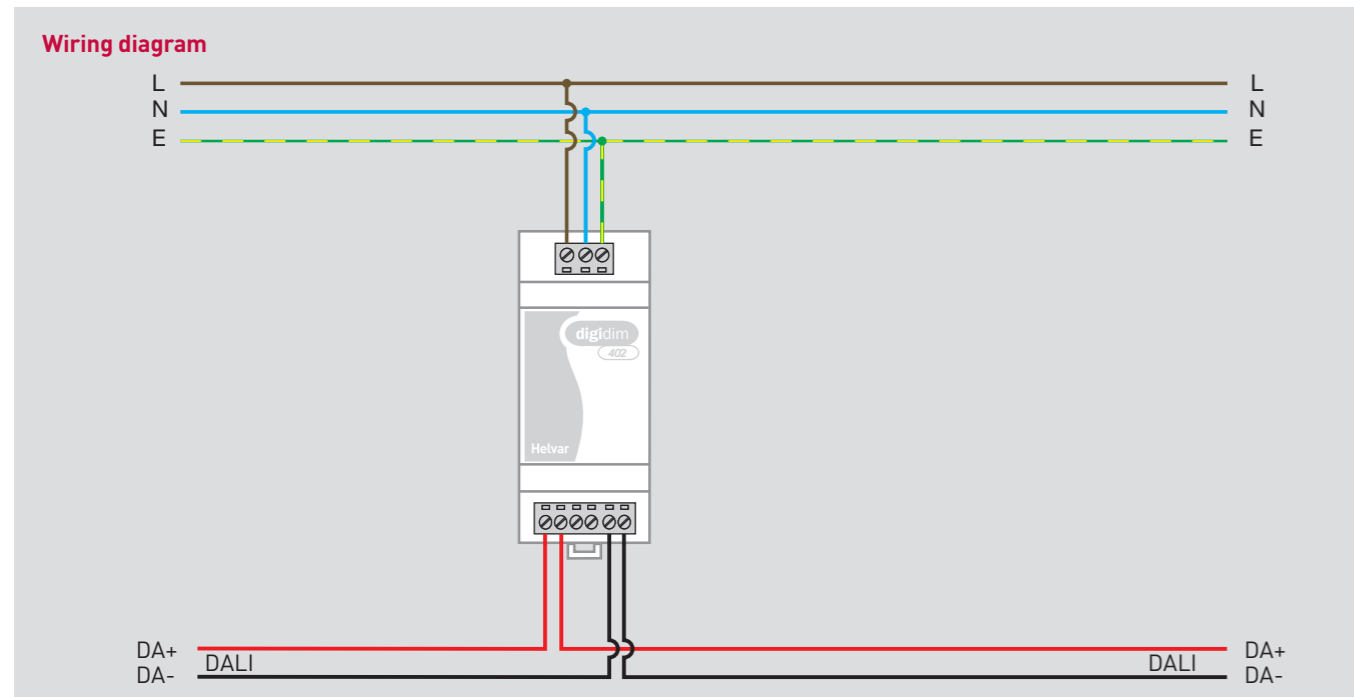 Wiring diagram
L L
N N
E E
digidim
402
Helvar
DA+ DALI DALI DA+
DA- DA-